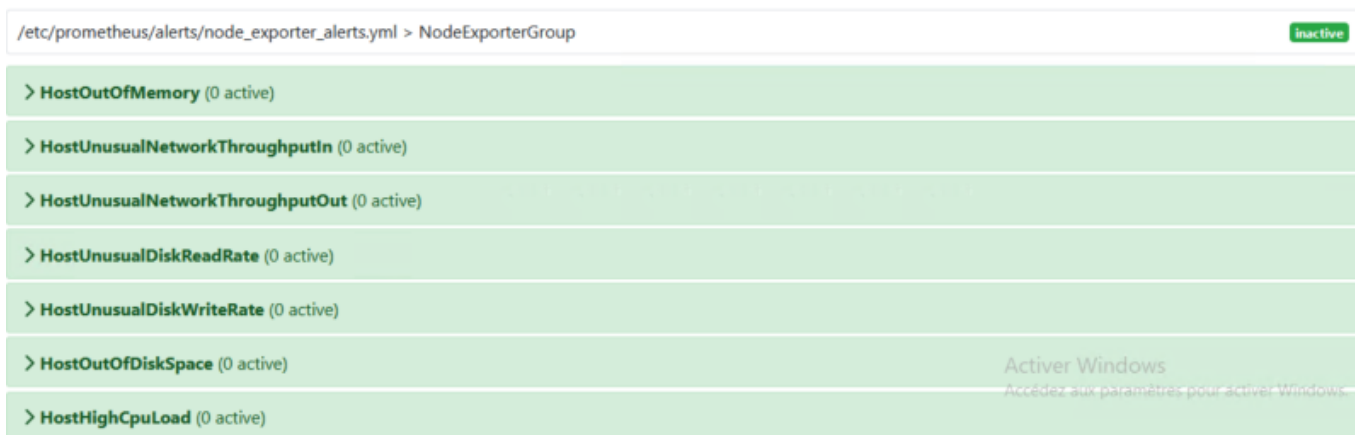 /etc/prometheus/alerts/node_exporter_alerts.yml > NodeExporterGroup
inactive
> HostOutOfMemory (0 active)
> HostUnusualNetworkThroughputIn (0 active)
> HostUnusualNetworkThroughputOut (0 active)
> HostUnusualDiskReadRate (0 active)
> HostUnusualDiskWriteRate (0 active)
> HostOutOfDiskSpace (0 active)
Activer Windows
Accédez aux paramètres pour activer Windows.
> HostHighCpuLoad (0 active)